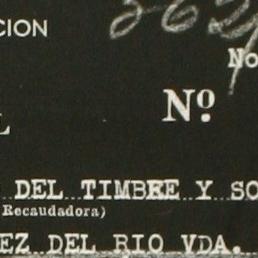 CION
No
Nº
L
DEL TIMBRE Y SO
Recaudadora)
EZ DEL RIO VDA.